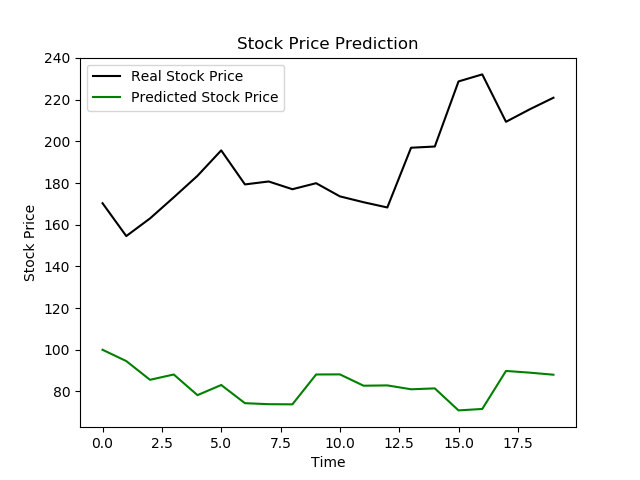 Stock Price Prediction
Real Stock Price
Predicted Stock Price
Stock Price
240
220
200
180
160
140
120
100
80
0.0 2.5 5.0 7.5 10.0 12.5 15.0 17.5
Time